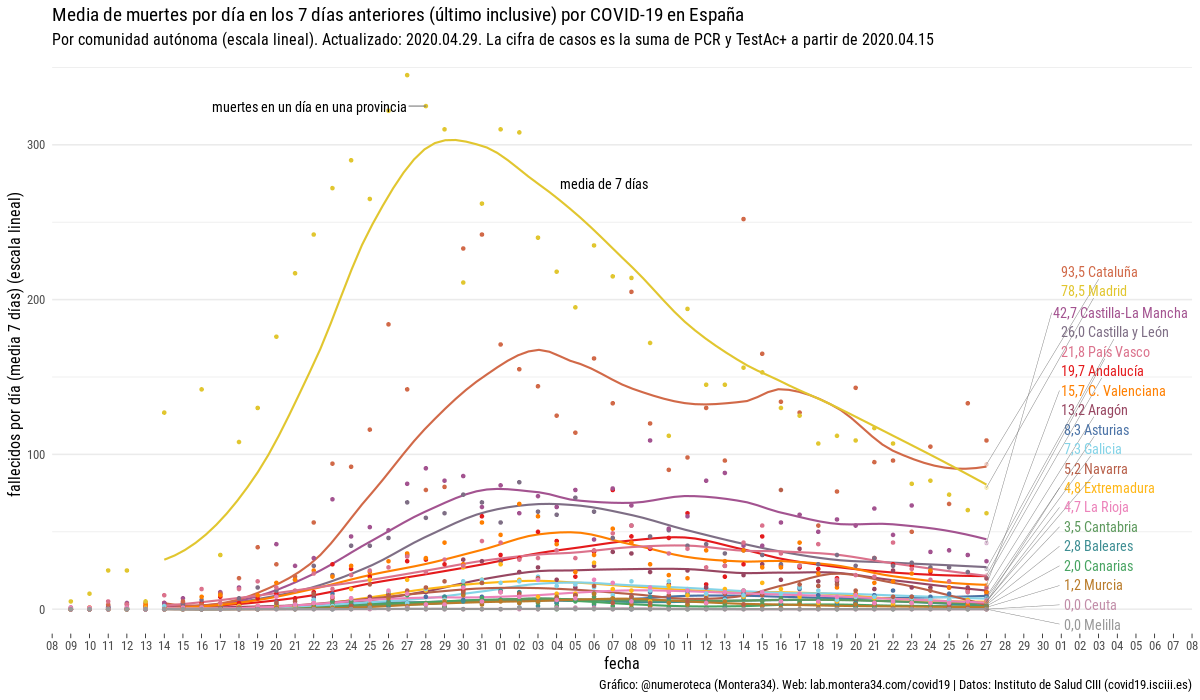 Media de muertes por día en los 7 días anteriores (último inclusive) por COVID-19 en España
Por comunidad autónoma (escala lineal). Actualizado: 2020.04.29. La cifra de casos es la suma de PCR y TestAc+ a partir de 2020.04.15
muertes en un día en una provincia
media de 7 días
fallecidos por día (media 7 días) (escala lineal)
300
200
100
0
93,5 Cataluña
78,5 Madrid
42,7 Castilla-La Mancha
26,0 Castilla y León
21,8 País Vasco
19,7 Andalucía
15,7 C. Valenciana
13,2 Aragón
8,3 Asturias
7,3 Galicia
5,2 Navarra
4,8 Extremadura
4,7 La Rioja
3,5 Cantabria
2,8 Baleares
2,0 Canarias
1,2 Murcia
0,0 Ceuta
0,0 Melilla
08 09 10 11 12 13 14 15 16 17 18 19 20 21 22 23 24 25 26 27 28 29 30 31 01 02 03 04 05 06 07 08 09 10 11 12 13 14 15 16 17 18 19 20 21 22 23 24 25 26 27 28 29 30 01 02 03 04 05 06 07 08
fecha
Gráfico: @numeroteca (Montera34). Web: lab.montera34.com/covid19 | Datos: Instituto de Salud CIII (covid19.isciii.es)